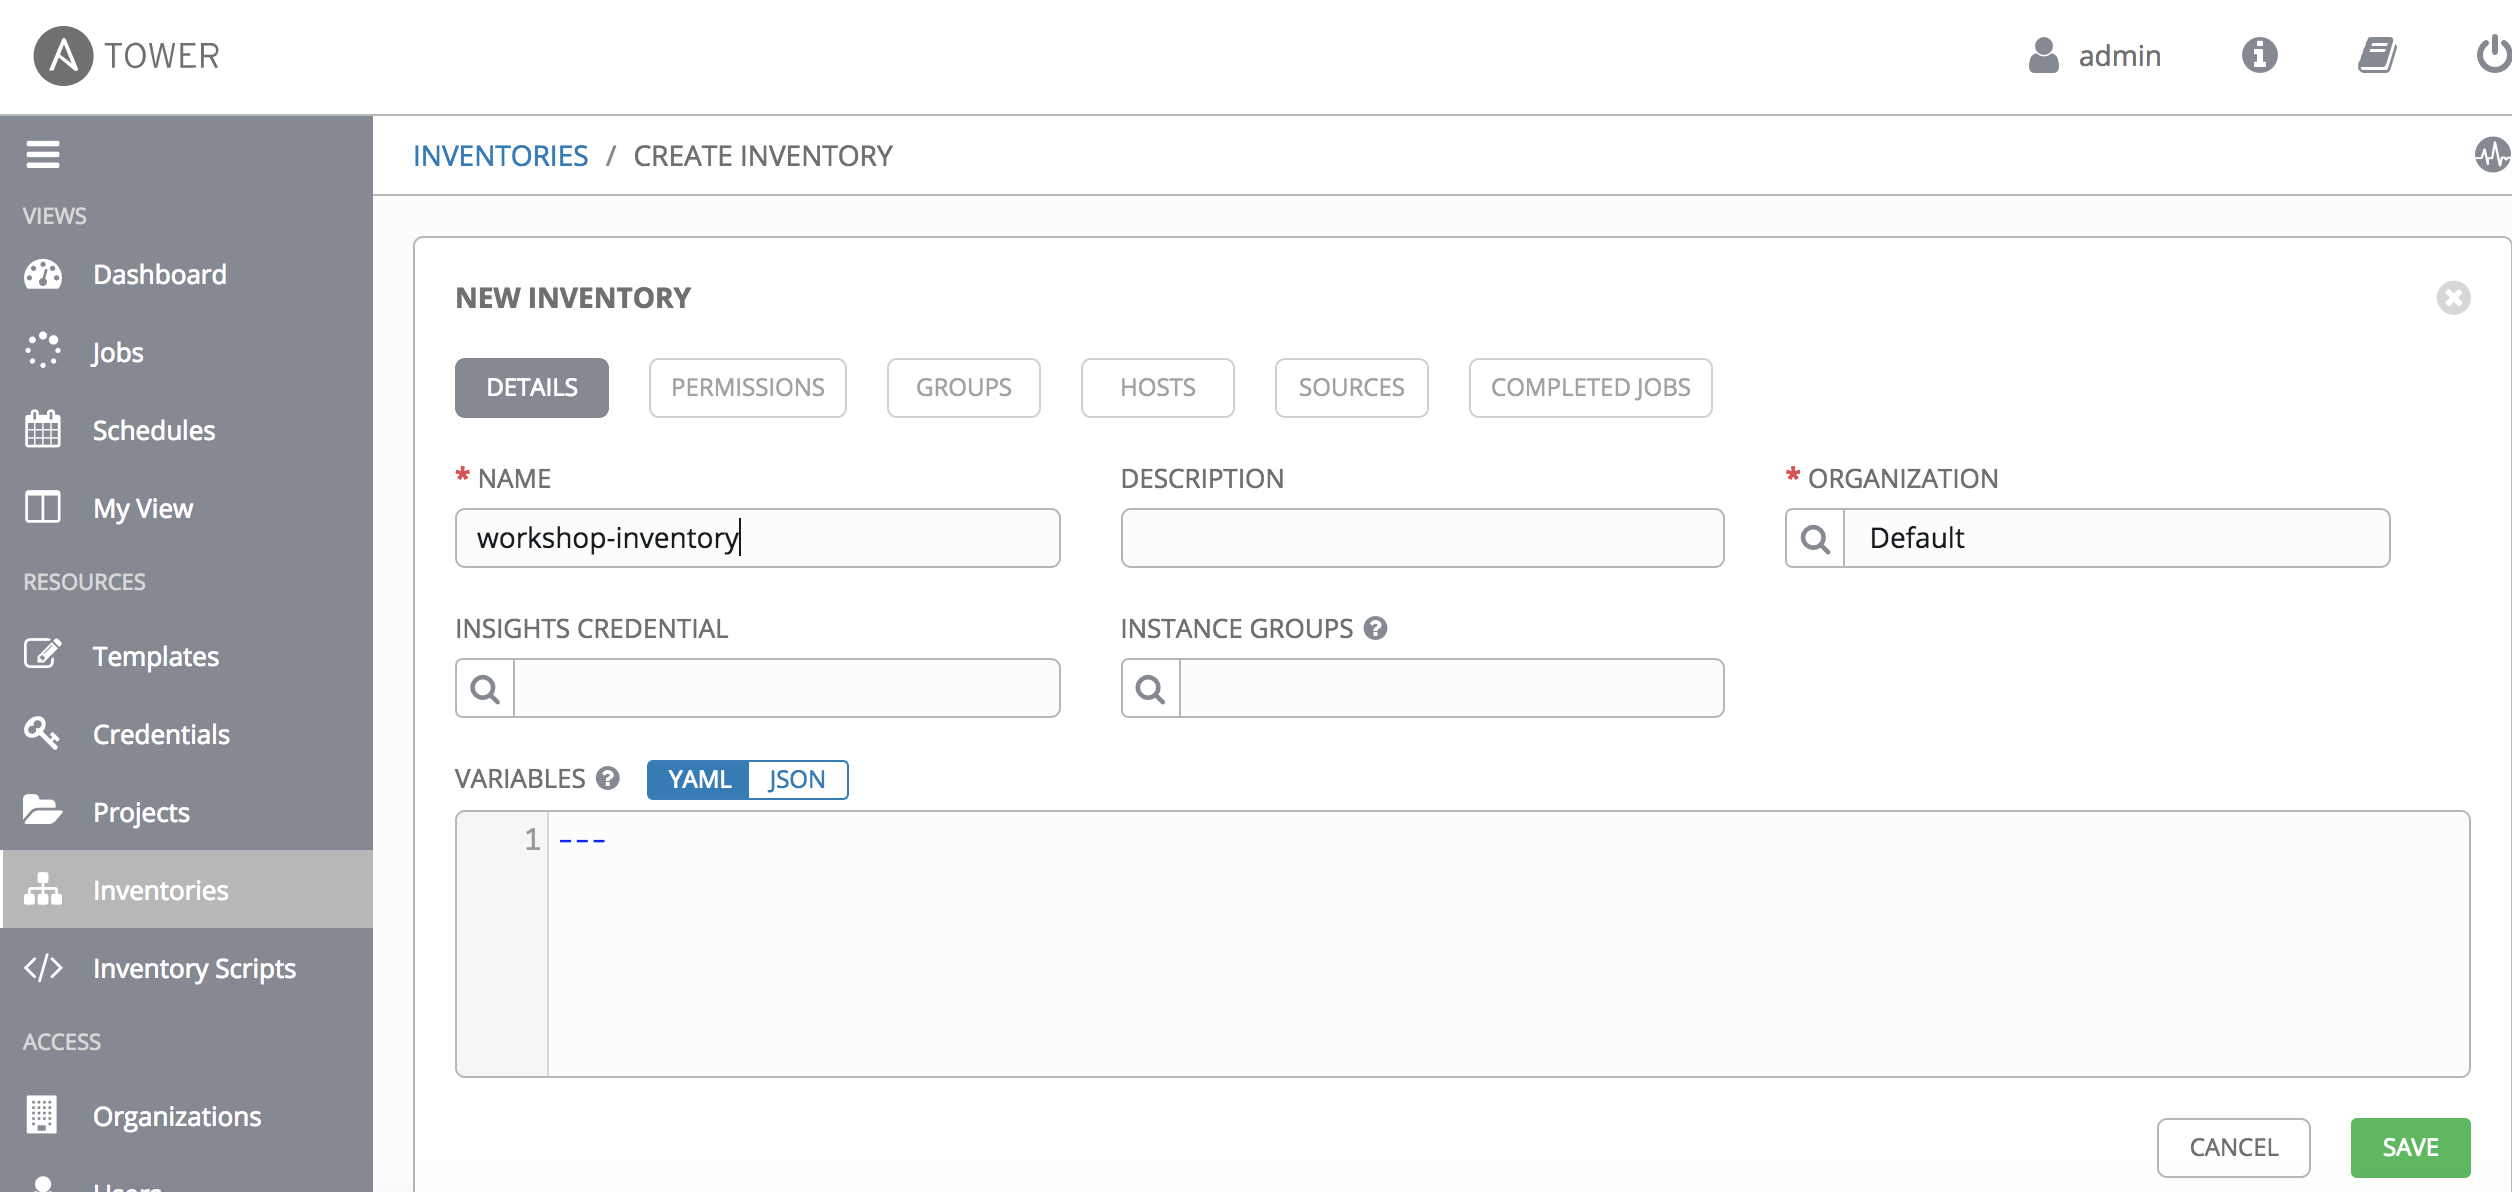 TOWER
admin
INVENTORIES / CREATE INVENTORY
VIEWS
Dashboard
Jobs
Schedules
My View
RESOURCES
Templates
Credentials
Projects
Inventories
Inventory Scripts
ACCESS
Organizations
Users
NEW INVENTORY
DETAILS PERMISSIONS GROUPS HOSTS SOURCES COMPLETED JOBS
* NAME DESCRIPTION * ORGANIZATION
workshop-inventory Default
INSIGHTS CREDENTIAL INSTANCE GROUPS ?
VARIABLES ? YAML JSON
1 ---
CANCEL SAVE